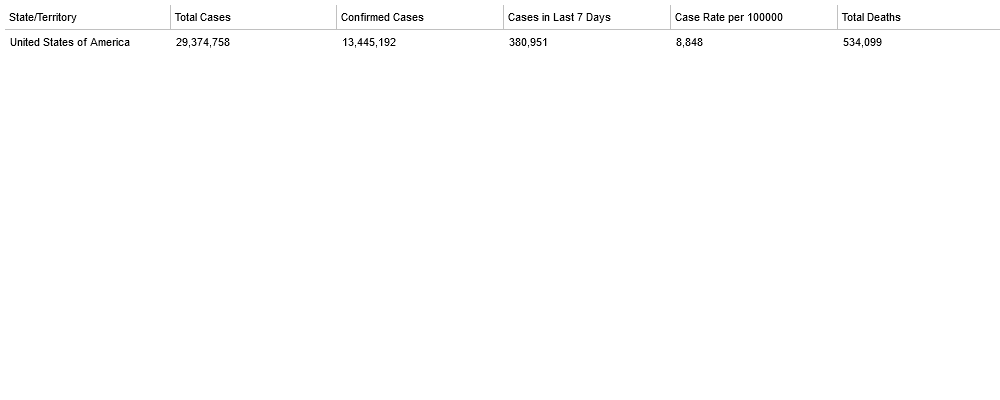 State/Territory Total Cases Confirmed Cases Cases in Last 7 Days Case Rate per 100000 Total Deaths
United States of America 29,374,758 13,445,192 380,951 8,848 534,099